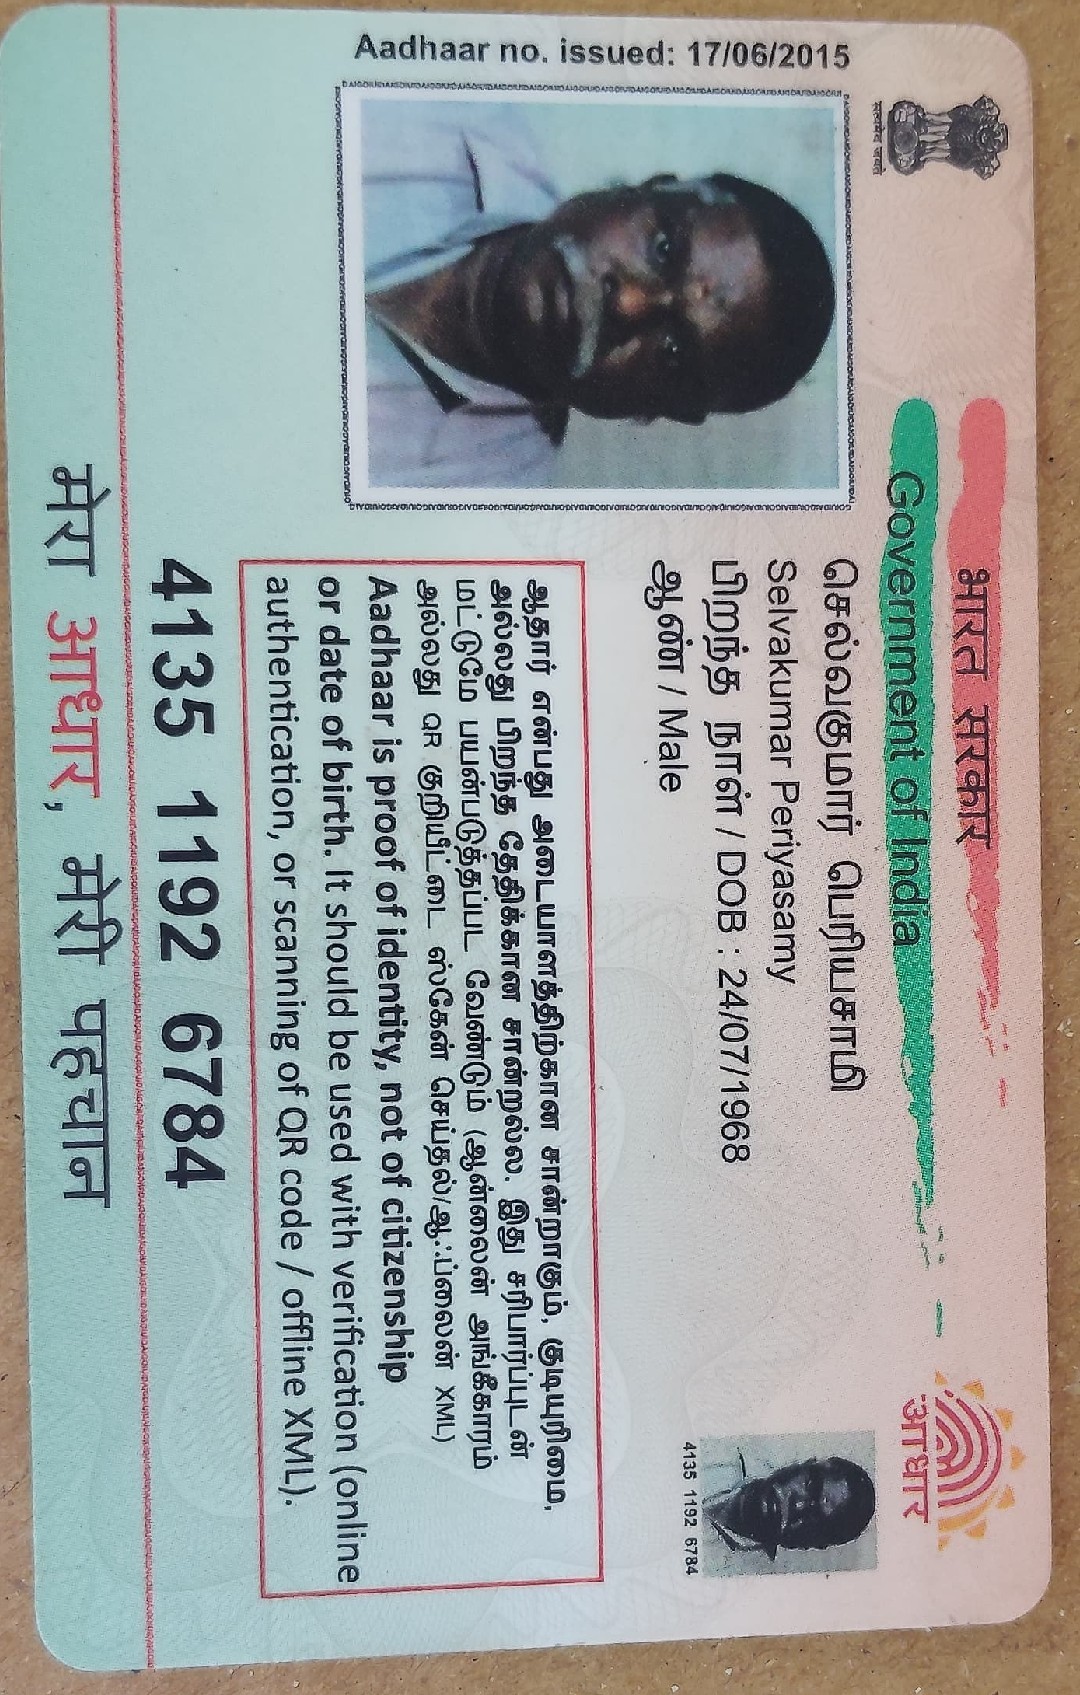 भारत सरकार
Government of India
सत्यमेव जयते
आधार
Aadhaar no. issued: 17/06/2015
செல்வகுமார் பெரியசாமி
Selvakumar Periyasamy
பிறந்த நாள் / DOB : 24/07/1968
ஆண் / Male
4135 1192 6784
ஆதார் என்பது அடையாளத்திற்கான சான்றாகும், குடியுரிமை,
அல்லது பிறந்த தேதிக்கான சான்றல்ல. இது சரிபார்ப்புடன்
மட்டுமே பயன்படுத்தப்பட வேண்டும் (ஆன்லைன் அங்கீகாரம்
அல்லது QR குறியீட்டை ஸ்கேன் செய்தல்/ஆஃப்லைன் XML)
Aadhaar is proof of identity, not of citizenship
or date of birth. It should be used with verification (online
authentication, or scanning of QR code / offline XML).
4135 1192 6784
मेरा आधार, मेरी पहचान